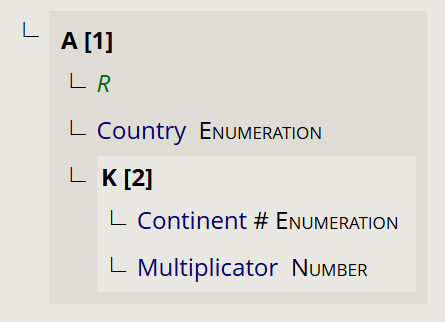 A [1]
R
Country Enumeration
K [2]
Continent # Enumeration
Multiplicator Number